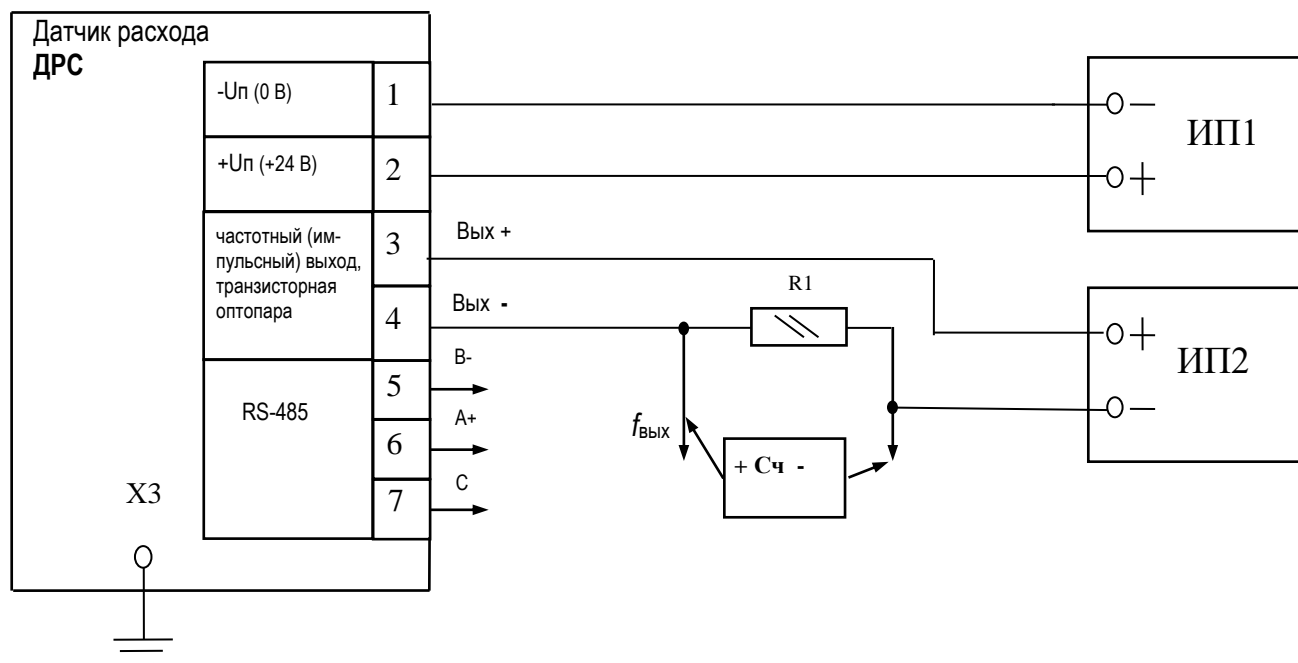 Датчик расхода
ДРС
-Uп (0 В)
1
+Uп (+24 В)
2
частотный (им-
пульсный) выход,
транзисторная
оптопара
3
4
RS-485
5
6
7
Х3
Вых +
Вых -
В-
А+
С
R1
fвых
+ Сч -
ИП1
ИП2